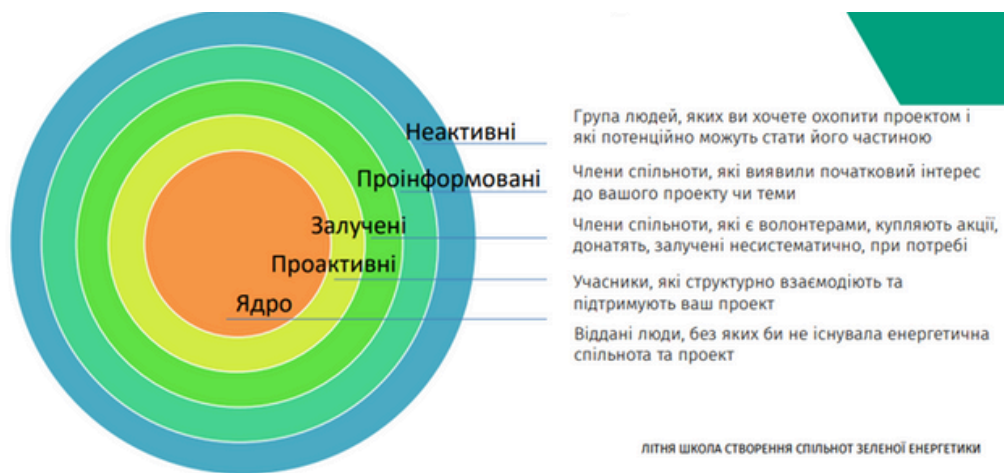 Неактивні
Група людей, яких ви хочете охопити проектом і
які потенційно можуть стати його частиною
Проінформовані
Члени спільноти, які виявили початковий інтерес
до вашого проекту чи теми
Залучені
Члени спільноти, які є волонтерами, купляють акції,
донатять, залучені несистематично, при потребі
Проактивні
Учасники, які структурно взаємодіють та
підтримують ваш проект
Ядро
Віддані люди, без яких би не існувала енергетична
спільнота та проект
ЛІТНЯ ШКОЛА СТВОРЕННЯ СПІЛЬНОТ ЗЕЛЕНОЇ ЕНЕРГЕТИКИ